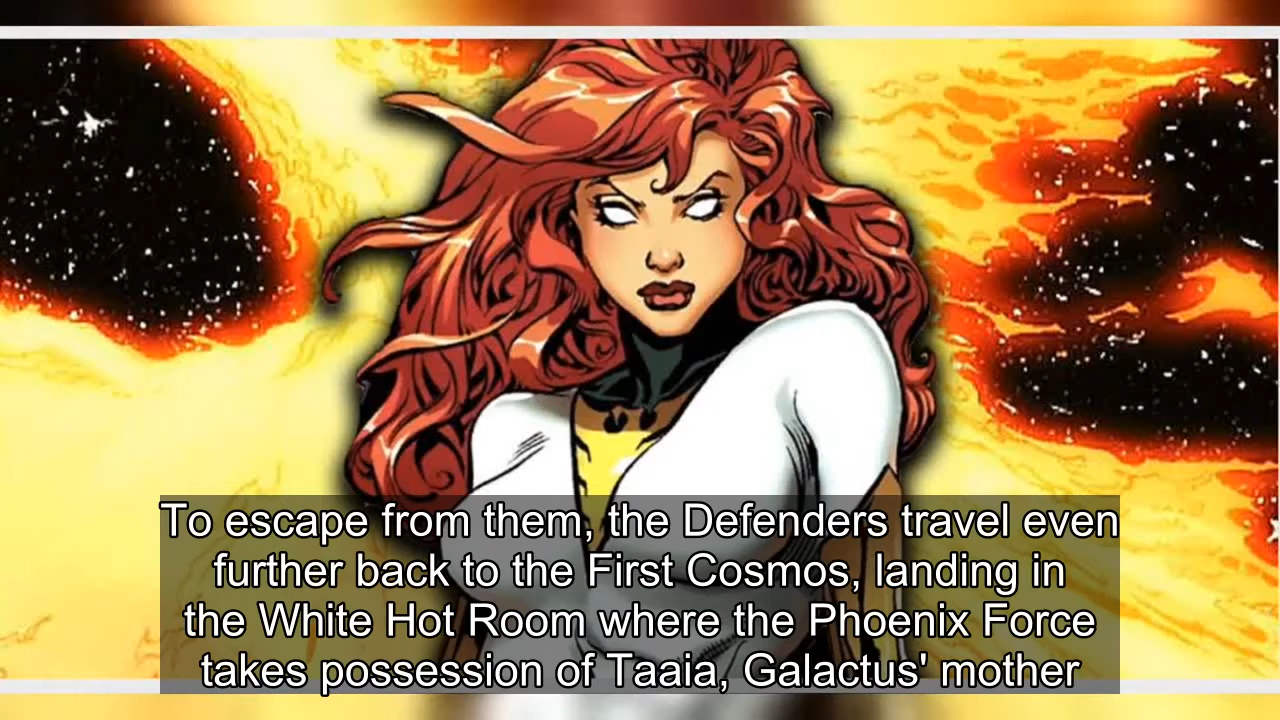 To escape from them, the Defenders travel even
further back to the First Cosmos, landing in
the White Hot Room where the Phoenix Force
takes possession of Taaia, Galactus' mother